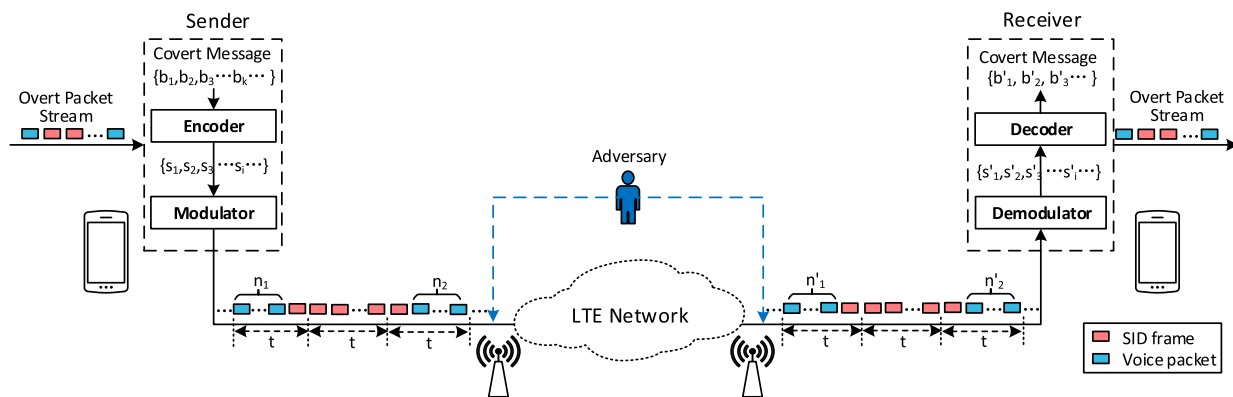 Sender
Covert Message
{b1,b2,b3···bk··· }
Overt Packet
Stream
Encoder
{s1,s2,s3 ···si···}
Modulator
n1
n2
t
t
t
Adversary
LTE Network
Receiver
Covert Message
{b'1, b'2, b'3··· }
Overt Packet
Stream
Decoder
{s'1,s'2,s'3 ···s'i···}
Demodulator
n'1
n'2
t
t
t
SID frame
Voice packet